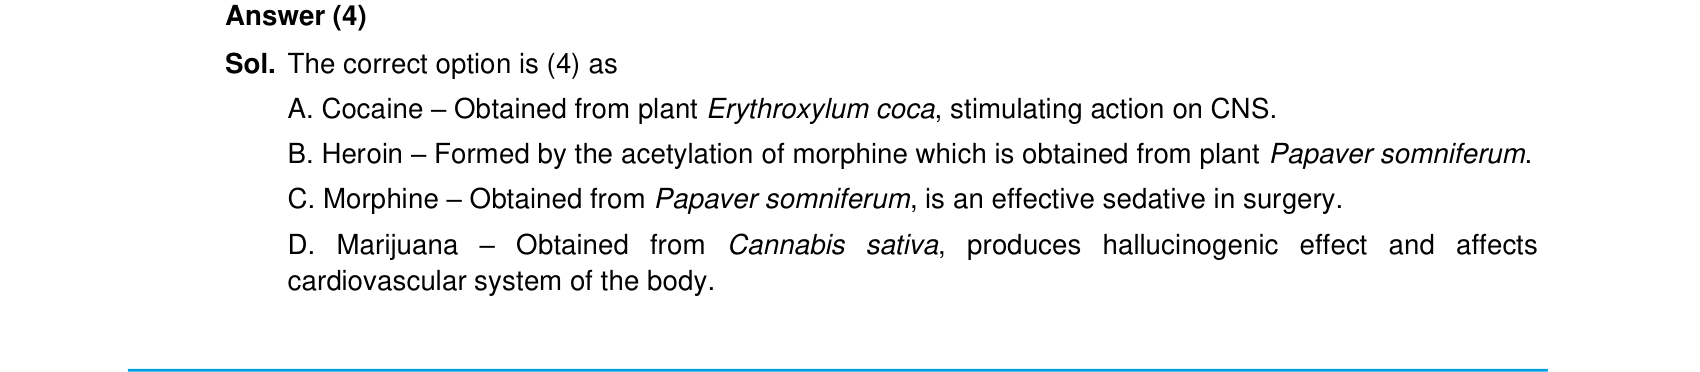 Answer (4)
Sol. The correct option is (4) as
A. Cocaine – Obtained from plant Erythroxylum coca, stimulating action on CNS.
B. Heroin – Formed by the acetylation of morphine which is obtained from plant Papaver somniferum.
C. Morphine – Obtained from Papaver somniferum, is an effective sedative in surgery.
D. Marijuana – Obtained from Cannabis sativa, produces hallucinogenic effect and affects
cardiovascular system of the body.